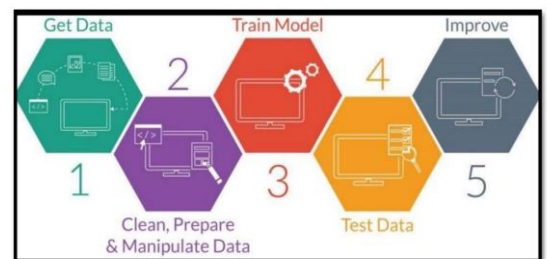 Get Data
1
2
Clean, Prepare
& Manipulate Data
Train Model
3
4
Test Data
Improve
5
</>
</>